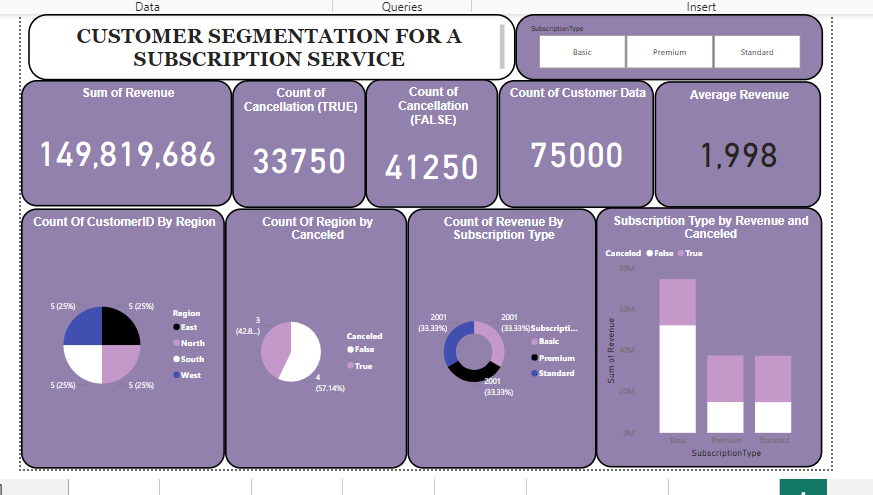 Data
Queries
Insert
CUSTOMER SEGMENTATION FOR A
SUBSCRIPTION SERVICE
SubscriptionType
Basic
Premium
Standard
Sum of Revenue
149,819,686
Count of
Cancellation (TRUE)
33750
Count of
Cancellation
(FALSE)
41250
Count of Customer Data
75000
Average Revenue
1,998
Count Of CustomerID By Region
5 (25%)
5 (25%)
5 (25%)
5 (25%)
Region
East
North
South
West
Count Of Region by
Canceled
3
(42.8...)
4
(57.14%)
Canceled
False
True
Count of Revenue By
Subscription Type
2001
(33.33%)
2001
(33.33%)
2001
(33.33%)
Subscripti...
Basic
Premium
Standard
Subscription Type by Revenue and
Canceled
Canceled
False
True
80M
60M
40M
20M
0M
Sum of Revenue
Basic
Premium
Standard
SubscriptionType